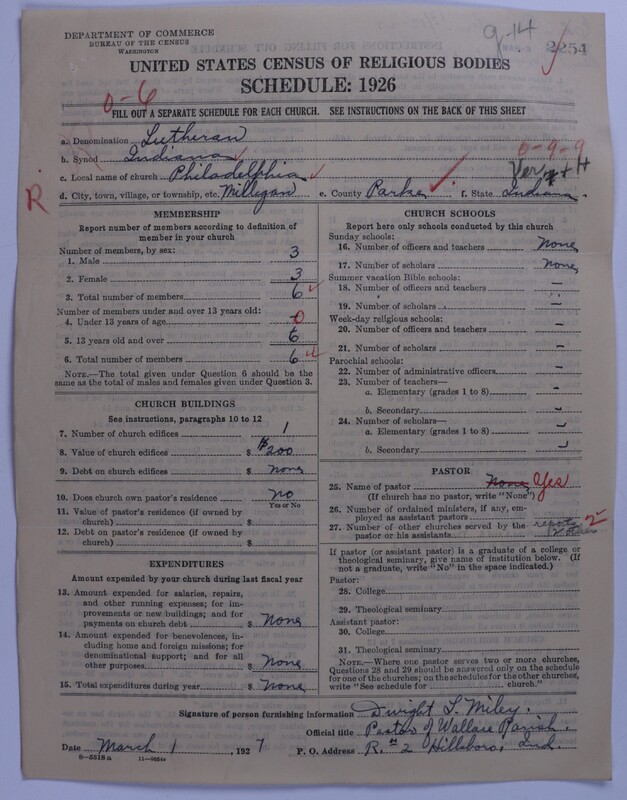 DEPARTMENT OF COMMERCE
BUREAU OF THE CENSUS
WASHINGTON
9-14
2254
UNITED STATES CENSUS OF RELIGIOUS BODIES
SCHEDULE: 1926
0-6
FILL OUT A SEPARATE SCHEDULE FOR EACH CHURCH. SEE INSTRUCTIONS ON THE BACK OF THIS SHEET
a. Denomination Lutheran
b. Synod Indiana
0-9-9
c. Local name of church Philadelphia
Ver
R
d. City, town, village, or township, etc. Milligan e. County Parke f. State Indiana
MEMBERSHIP
Report number of members according to definition of
member in your church
Number of members, by sex:
1. Male 3
2. Female 3
3. Total number of members 6
Number of members under and over 13 years old:
4. Under 13 years of age 0
5. 13 years old and over 6
6. Total number of members 6
NOTE.—The total given under Question 6 should be the
same as the total of males and females given under Question 3.
CHURCH BUILDINGS
See instructions, paragraphs 10 to 12
7. Number of church edifices 1
8. Value of church edifices $ $200
9. Debt on church edifices $ None
10. Does church own pastor's residence No
Yes or No
11. Value of pastor's residence (if owned by
church) $
12. Debt on pastor's residence (if owned by
church) $
EXPENDITURES
Amount expended by your church during last fiscal year
13. Amount expended for salaries, repairs,
and other running expenses; for im-
provements or new buildings; and for
payments on church debt $ None
14. Amount expended for benevolences, in-
cluding home and foreign missions; for
denominational support; and for all
other purposes $ None
15. Total expenditures during year $ None
CHURCH SCHOOLS
Report here only schools conducted by this church
Sunday schools:
16. Number of officers and teachers None
17. Number of scholars None
Summer vacation Bible schools:
18. Number of officers and teachers –
19. Number of scholars –
Week-day religious schools:
20. Number of officers and teachers –
21. Number of scholars –
Parochial schools:
22. Number of administrative officers –
23. Number of teachers—
a. Elementary (grades 1 to 8) –
b. Secondary –
24. Number of scholars—
a. Elementary (grades 1 to 8) –
b. Secondary –
PASTOR
25. Name of pastor None Yes
(If church has no pastor, write "None")
26. Number of ordained ministers, if any, em-
ployed as assistant pastors
27. Number of other churches served by the
pastor or his assistants 2
If pastor (or assistant pastor) is a graduate of a college or
theological seminary, give name of institution below. (If
not a graduate, write "No" in the space indicated.)
Pastor:
28. College
29. Theological seminary
Assistant pastor:
30. College
31. Theological seminary
NOTE.—Where one pastor serves two or more churches,
Questions 28 and 29 should be answered only on the schedule
for one of the churches; on the schedules for the other churches,
write "See schedule for church."
Signature of person furnishing information Dwight L. Miley.
Official title Pastor of Wallace Parish.
Date March 1, 1927 P. O. Address R. #2 Hillsboro, Ind.
8-5518 a 11-9054